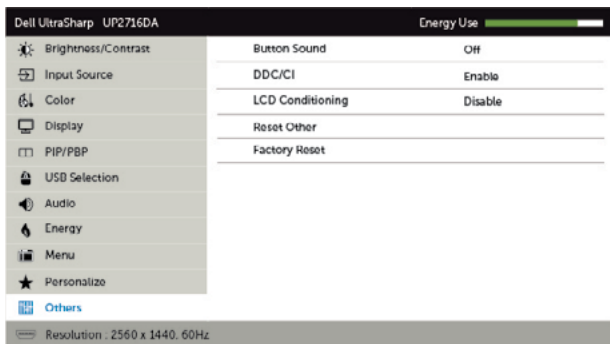 Dell UltraSharp UP2716DA Energy Use
Brightness/Contrast Button Sound Off
Input Source DDC/CI Enable
Color LCD Conditioning Disable
Display Reset Other
PIP/PBP Factory Reset
USB Selection
Audio
Energy
Menu
Personalize
Others
Resolution : 2560 x 1440, 60Hz